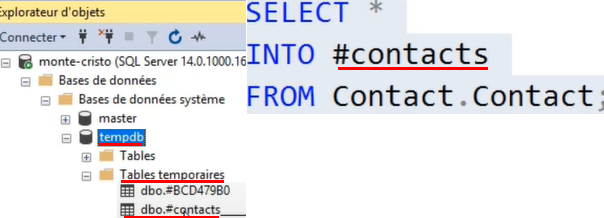 Explorateur d'objets
Connecter
monte-cristo (SQL Server 14.0.1000.16
Bases de données
Bases de données système
master
tempdb
Tables
Tables temporaires
dbo.#BCD479B0
dbo.#contacts
SELECT *
INTO #contacts
FROM Contact.Contact;